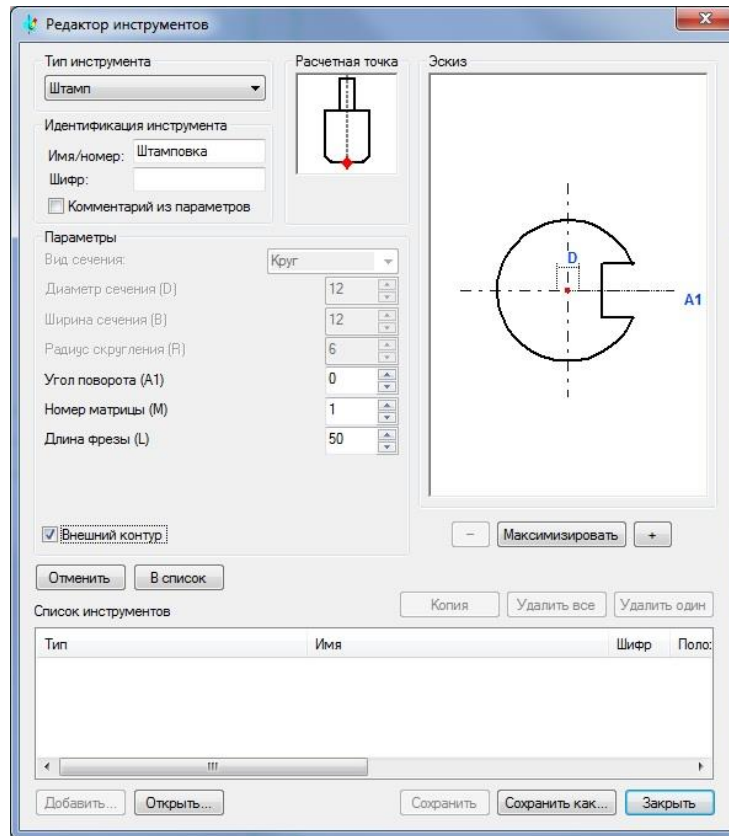 Редактор инструментов
Тип инструмента
Штамп
Идентификация инструмента
Имя/номер: Штамповка
Шифр:
Комментарий из параметров
Расчетная точка
Эскиз
D
A1
Параметры
Вид сечения: Круг
Диаметр сечения (D) 12
Ширина сечения (B) 12
Радиус скругления (R) 6
Угол поворота (A1) 0
Номер матрицы (M) 1
Длина фрезы (L) 50
Внешний контур
− Максимизировать +
Отменить В список
Список инструментов
Копия Удалить все Удалить один
Тип Имя Шифр Полоз
Добавить... Открыть... Сохранить Сохранить как... Закрыть